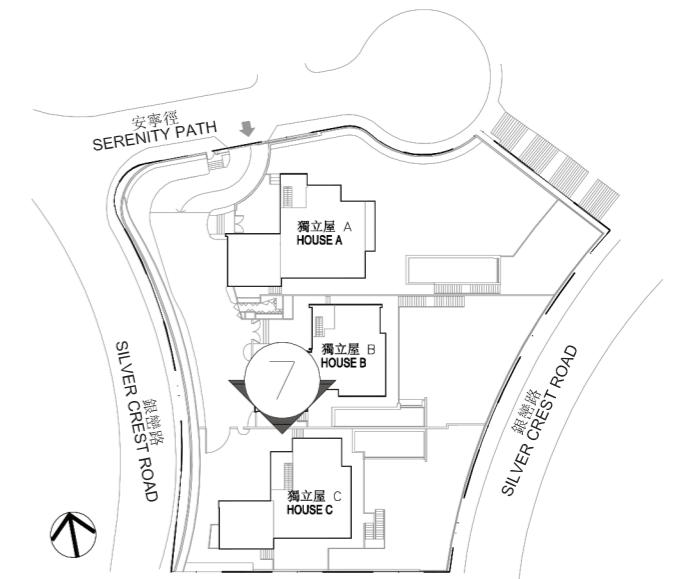 安寧徑
SERENITY PATH
獨立屋 A
HOUSE A
獨立屋 B
HOUSE B
7
銀巒路
SILVER CREST ROAD
銀巒路
SILVER CREST ROAD
獨立屋 C
HOUSE C